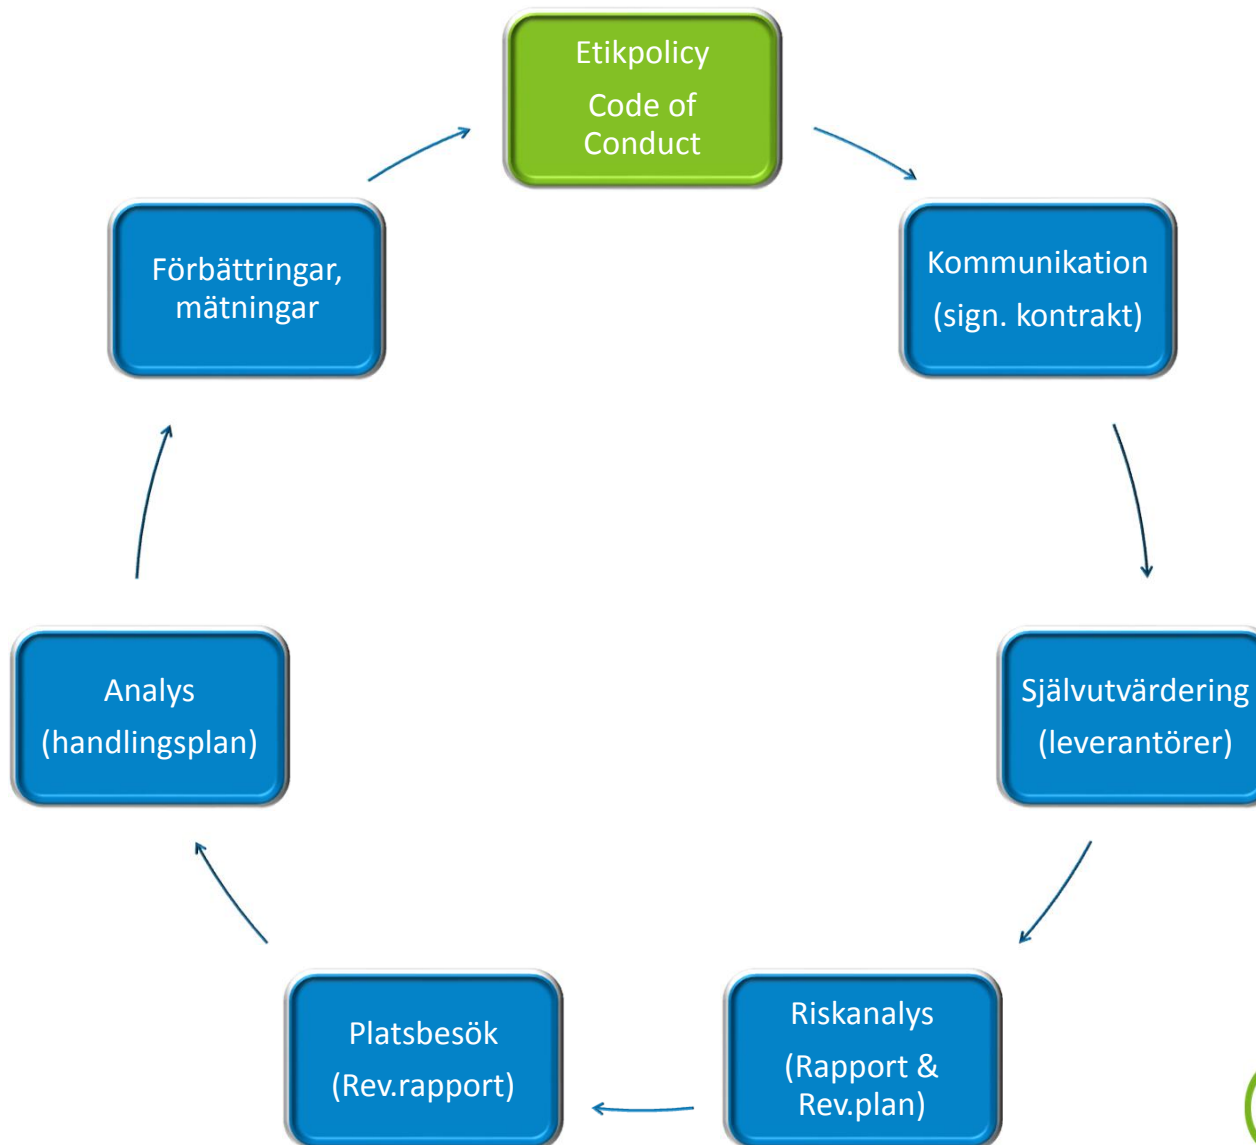 Etikpolicy
Code of
Conduct
Kommunikation
(sign. kontrakt)
Självutvärdering
(leverantörer)
Riskanalys
(Rapport &
Rev.plan)
Platsbesök
(Rev.rapport)
Analys
(handlingsplan)
Förbättringar,
mätningar